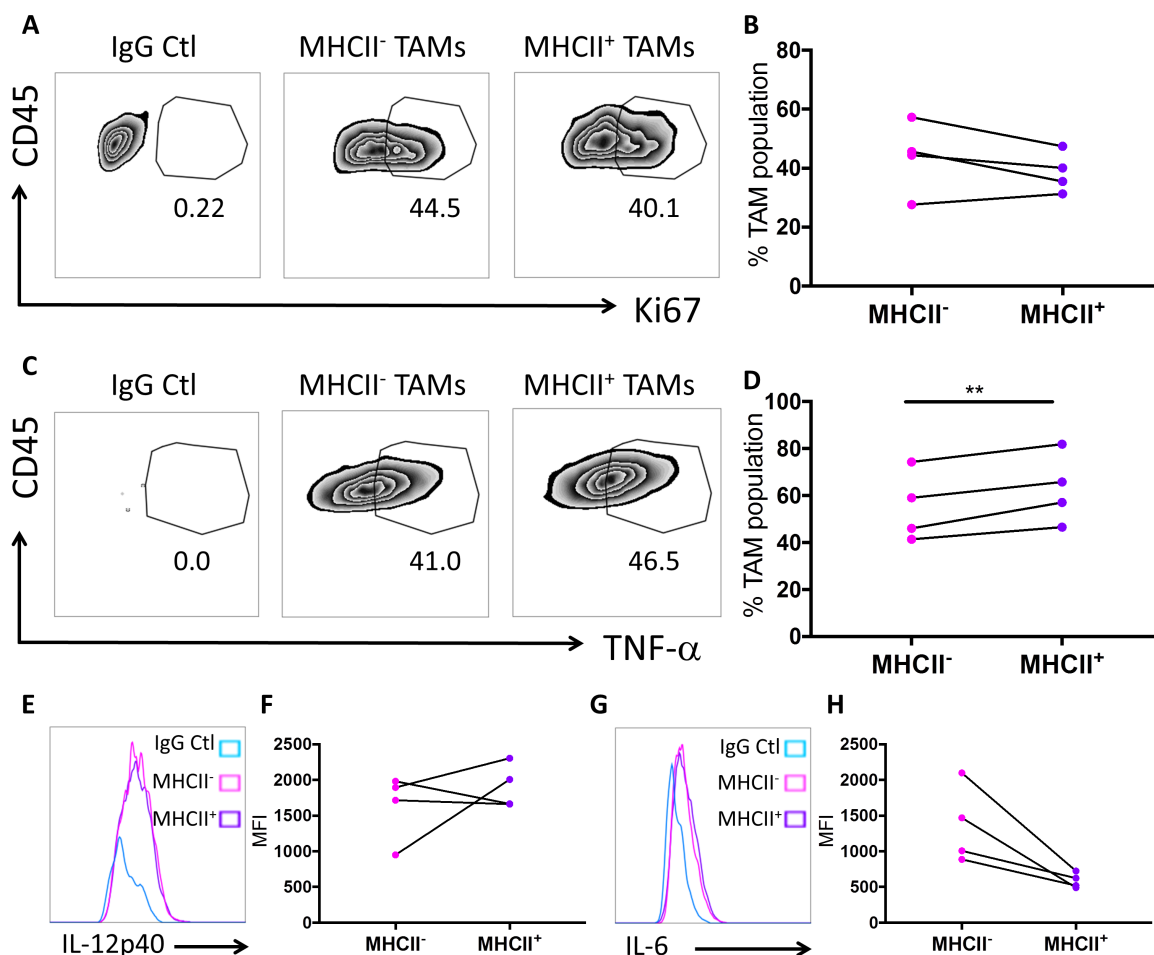 A
IgG Ctl
MHCII⁻ TAMs
MHCII⁺ TAMs
CD45
0.22
44.5
40.1
Ki67
B
% TAM population
80
60
40
20
0
MHCII⁻
MHCII⁺
C
IgG Ctl
MHCII⁻ TAMs
MHCII⁺ TAMs
CD45
0.0
41.0
46.5
TNF-α
D
**
% TAM population
100
80
60
40
20
0
MHCII⁻
MHCII⁺
E
IgG Ctl
MHCII⁻
MHCII⁺
IL-12p40
F
MFI
2500
2000
1500
1000
500
0
MHCII⁻
MHCII⁺
G
IgG Ctl
MHCII⁻
MHCII⁺
IL-6
H
MFI
2500
2000
1500
1000
500
0
MHCII⁻
MHCII⁺